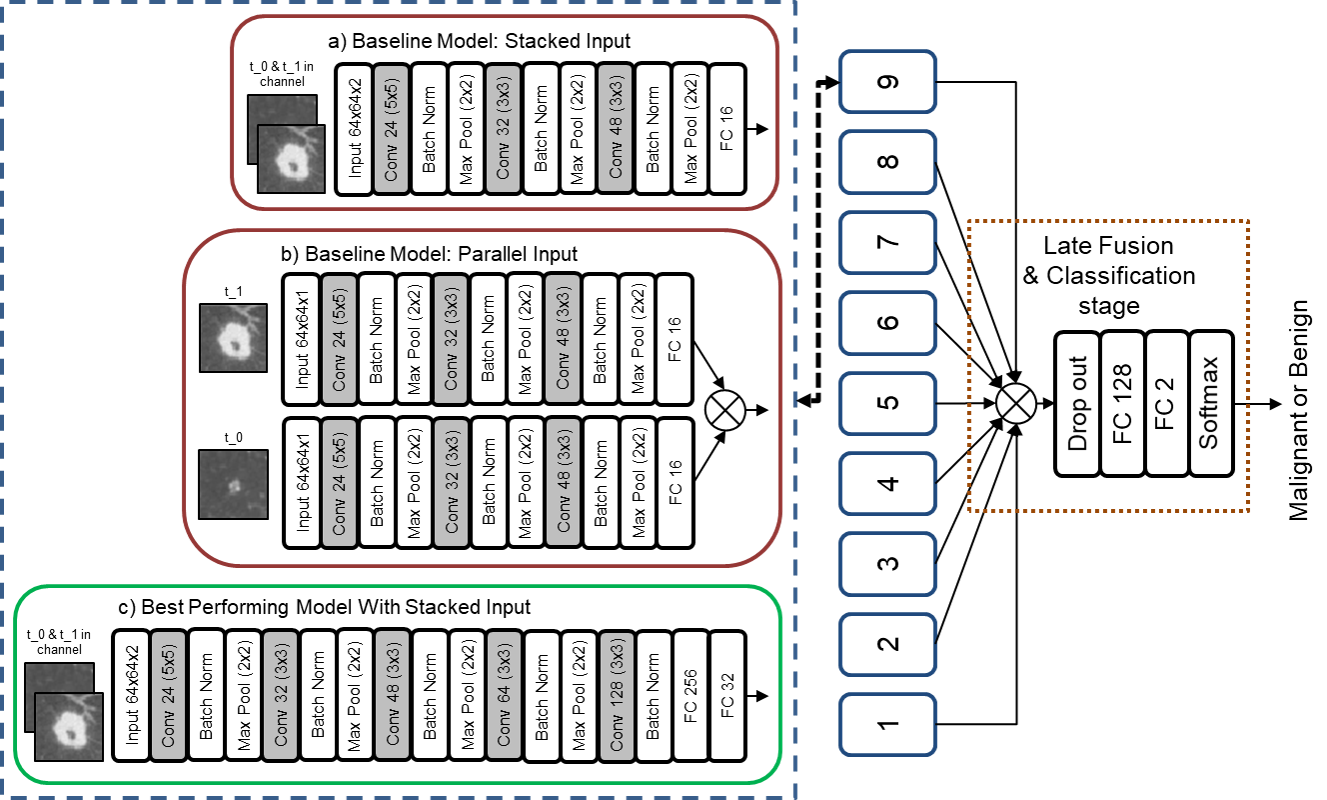 a) Baseline Model: Stacked Input
t_0 & t_1 in
channel
Input 64x64x2
Conv 24 (5x5)
Batch Norm
Max Pool (2x2)
Conv 32 (3x3)
Batch Norm
Max Pool (2x2)
Conv 48 (3x3)
Batch Norm
Max Pool (2x2)
FC 16
b) Baseline Model: Parallel Input
t_1
Input 64x64x1
Conv 24 (5x5)
Batch Norm
Max Pool (2x2)
Conv 32 (3x3)
Batch Norm
Max Pool (2x2)
Conv 48 (3x3)
Batch Norm
Max Pool (2x2)
FC 16
t_0
Input 64x64x1
Conv 24 (5x5)
Batch Norm
Max Pool (2x2)
Conv 32 (3x3)
Batch Norm
Max Pool (2x2)
Conv 48 (3x3)
Batch Norm
Max Pool (2x2)
FC 16
c) Best Performing Model With Stacked Input
t_0 & t_1 in
channel
Input 64x64x2
Conv 24 (5x5)
Batch Norm
Max Pool (2x2)
Conv 32 (3x3)
Batch Norm
Max Pool (2x2)
Conv 48 (3x3)
Batch Norm
Max Pool (2x2)
Conv 64 (3x3)
Batch Norm
Max Pool (2x2)
Conv 128 (3x3)
Batch Norm
FC 256
FC 32
9
8
7
6
5
4
3
2
1
Late Fusion
& Classification
stage
Drop out
FC 128
FC 2
Softmax
Malignant or Benign